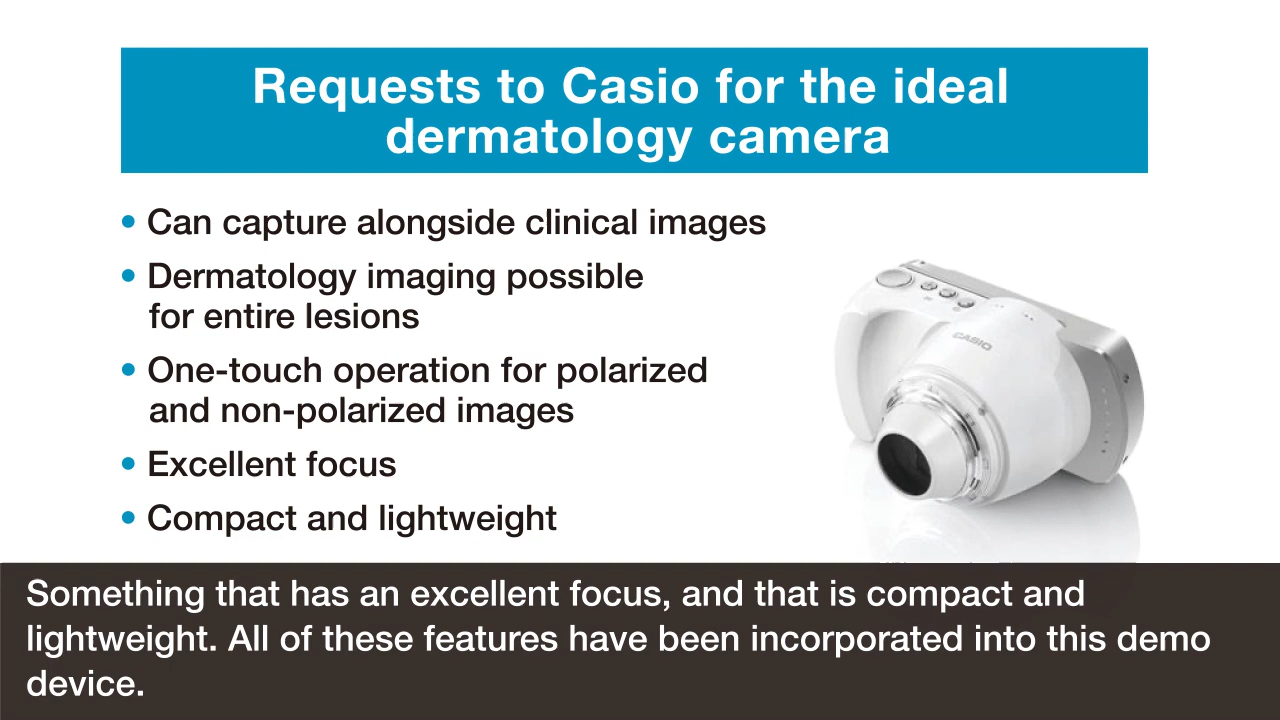 Requests to Casio for the ideal
dermatology camera
• Can capture alongside clinical images
• Dermatology imaging possible
for entire lesions
• One-touch operation for polarized
and non-polarized images
• Excellent focus
• Compact and lightweight
CASIO
Something that has an excellent focus, and that is compact and
lightweight. All of these features have been incorporated into this demo
device.